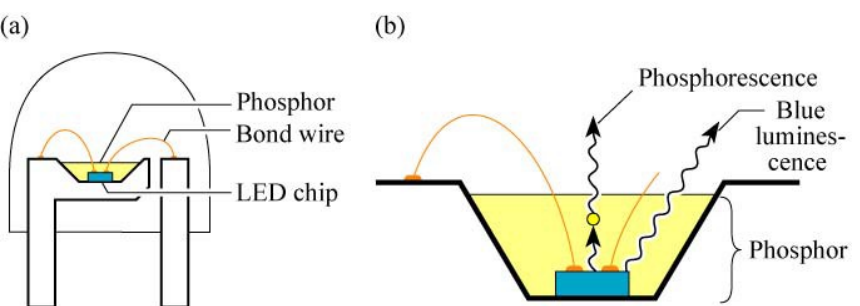 (a)
Phosphor
Bond wire
LED chip
(b)
Phosphorescence
Blue
lumines-
cence
Phosphor